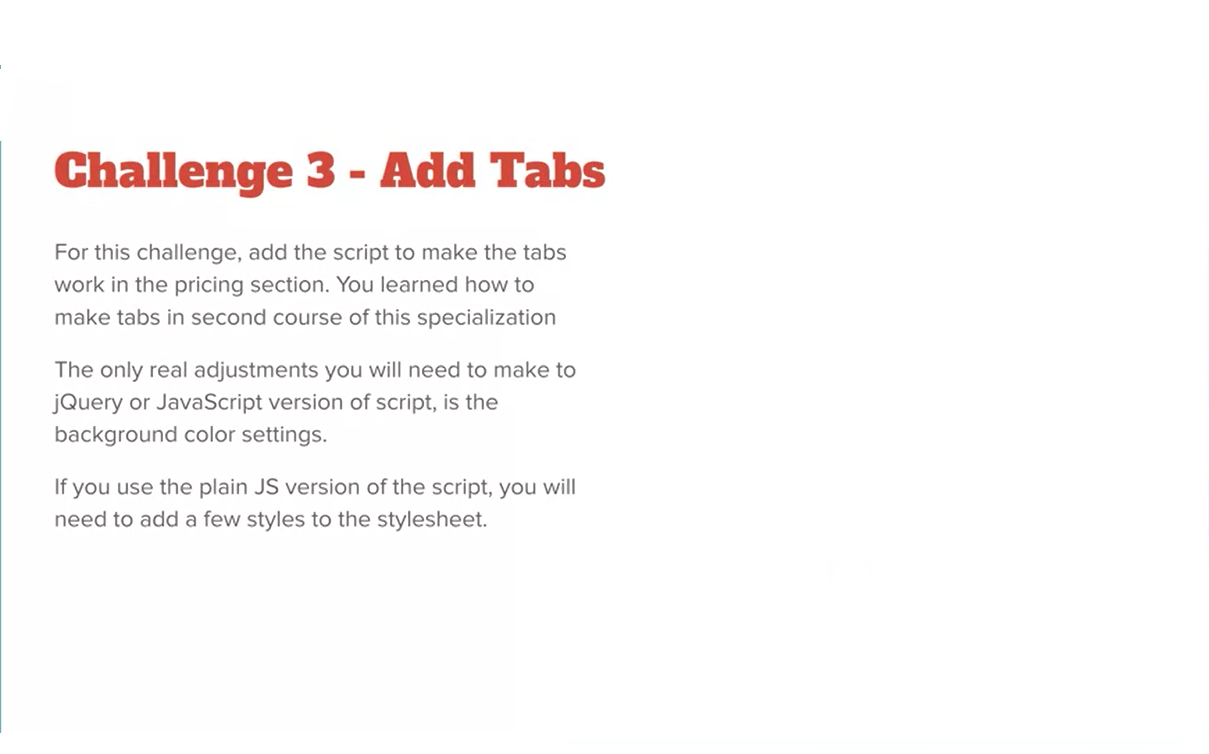 Challenge 3 - Add Tabs
For this challenge, add the script to make the tabs
work in the pricing section. You learned how to
make tabs in second course of this specialization
The only real adjustments you will need to make to
jQuery or JavaScript version of script, is the
background color settings.
If you use the plain JS version of the script, you will
need to add a few styles to the stylesheet.